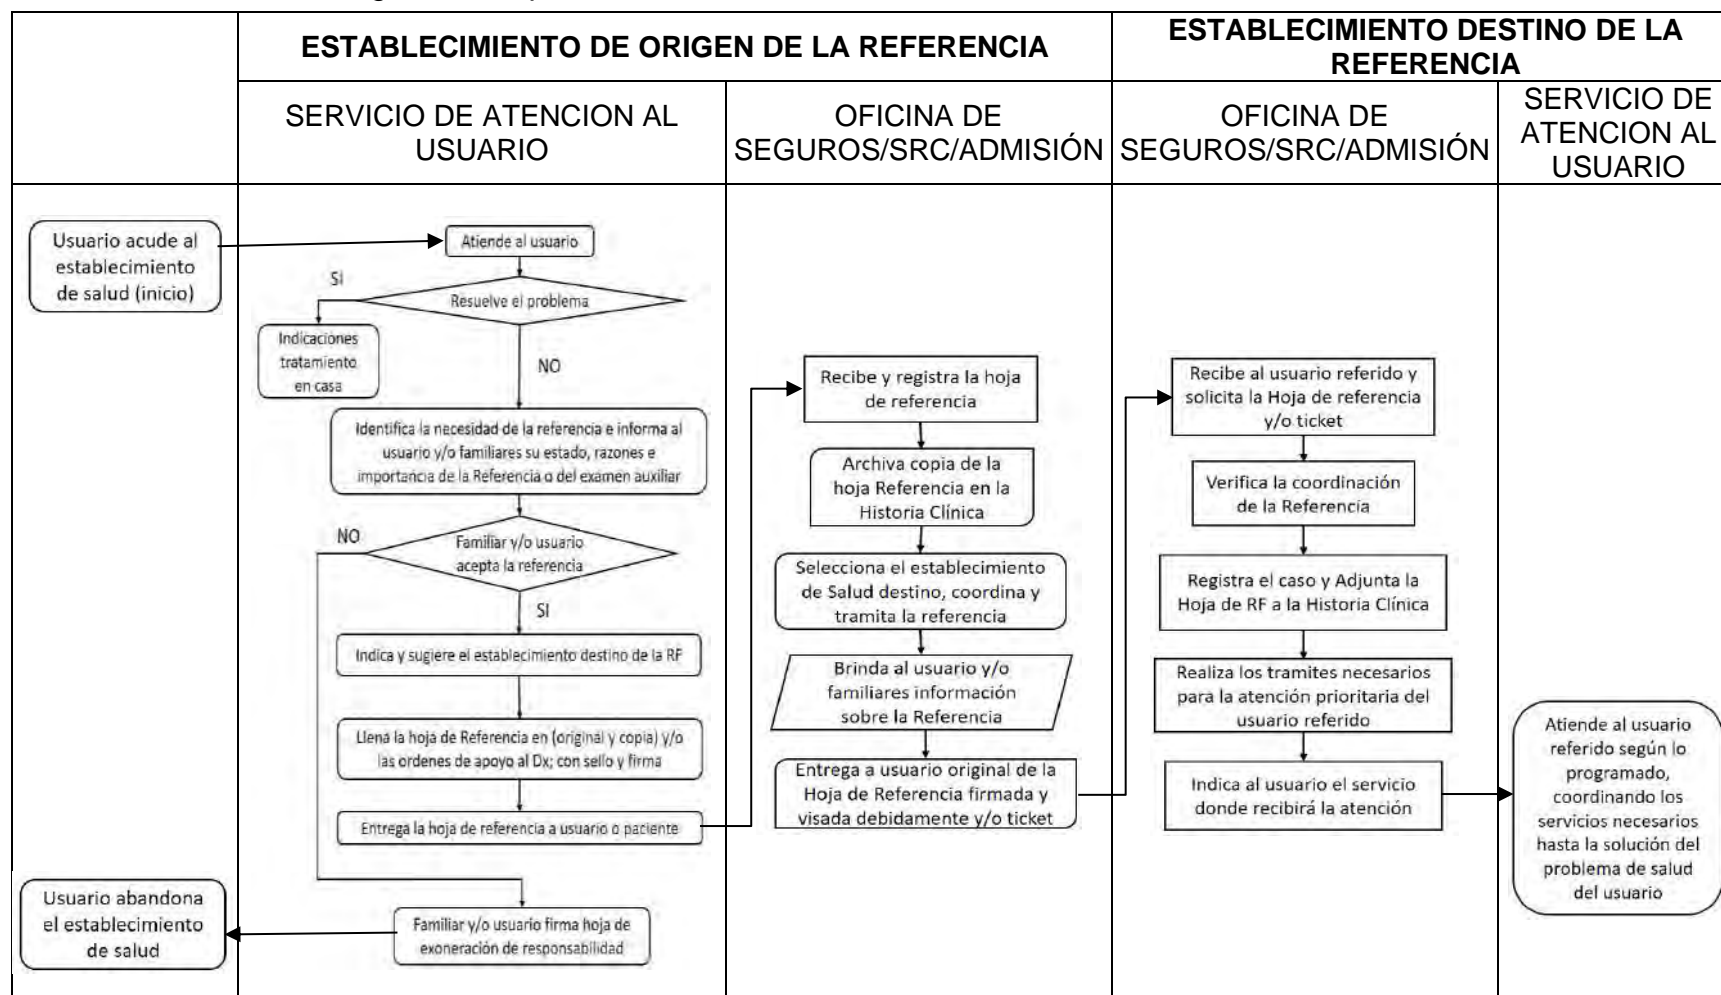 ESTABLECIMIENTO DE ORIGEN DE LA REFERENCIA
ESTABLECIMIENTO DESTINO DE LA
REFERENCIA
SERVICIO DE ATENCION AL
USUARIO
OFICINA DE
SEGUROS/SRC/ADMISIÓN
OFICINA DE
SEGUROS/SRC/ADMISIÓN
SERVICIO DE
ATENCION AL
USUARIO
Usuario acude al
establecimiento
de salud (inicio)
Atiende al usuario
SI
Resuelve el problema
Indicaciones
tratamiento
en casa
NO
Identifica la necesidad de la referencia e informa al
usuario y/o familiares su estado, razones e
importancia de la Referencia o del examen auxiliar
NO
Familiar y/o usuario
acepta la referencia
SI
Indica y sugiere el establecimiento destino de la RF
Llena la hoja de Referencia en (original y copia) y/o
las ordenes de apoyo al Dx; con sello y firma
Entrega la hoja de referencia a usuario o paciente
Familiar y/o usuario firma hoja de
exoneración de responsabilidad
Usuario abandona
el establecimiento
de salud
Recibe y registra la hoja
de referencia
Archiva copia de la
hoja Referencia en la
Historia Clínica
Selecciona el establecimiento
de Salud destino, coordina y
tramita la referencia
Brinda al usuario y/o
familiares información
sobre la Referencia
Entrega a usuario original de la
Hoja de Referencia firmada y
visada debidamente y/o ticket
Recibe al usuario referido y
solicita la Hoja de referencia
y/o ticket
Verifica la coordinación
de la Referencia
Registra el caso y Adjunta la
Hoja de RF a la Historia Clínica
Realiza los tramites necesarios
para la atención prioritaria del
usuario referido
Indica al usuario el servicio
donde recibirá la atención
Atiende al usuario
referido según lo
programado,
coordinando los
servicios necesarios
hasta la solución del
problema de salud
del usuario